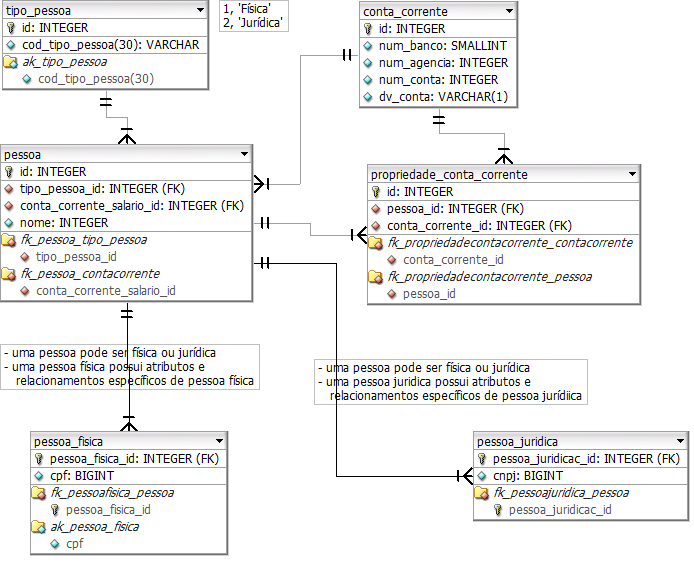 tipo_pessoa
id: INTEGER
cod_tipo_pessoa(30): VARCHAR
ak_tipo_pessoa
cod_tipo_pessoa(30)
1, 'Física'
2, 'Jurídica'
conta_corrente
id: INTEGER
num_banco: SMALLINT
num_agencia: INTEGER
num_conta: INTEGER
dv_conta: VARCHAR(1)
pessoa
id: INTEGER
tipo_pessoa_id: INTEGER (FK)
conta_corrente_salario_id: INTEGER (FK)
nome: INTEGER
fk_pessoa_tipo_pessoa
tipo_pessoa_id
fk_pessoa_contacorrente
conta_corrente_salario_id
propriedade_conta_corrente
id: INTEGER
pessoa_id: INTEGER (FK)
conta_corrente_id: INTEGER (FK)
fk_propriedadecontacorrente_contacorrente
conta_corrente_id
fk_propriedadecontacorrente_pessoa
pessoa_id
- uma pessoa pode ser física ou jurídica
- uma pessoa física possui atributos e
relacionamentos específicos de pessoa física
- uma pessoa pode ser física ou jurídica
- uma pessoa juridica possui atributos e
relacionamentos específicos de pessoa jurídiica
pessoa_fisica
pessoa_fisica_id: INTEGER (FK)
cpf: BIGINT
fk_pessoafisica_pessoa
pessoa_fisica_id
ak_pessoa_fisica
cpf
pessoa_juridica
pessoa_juridicac_id: INTEGER (FK)
cnpj: BIGINT
fk_pessoajuridica_pessoa
pessoa_juridicac_id